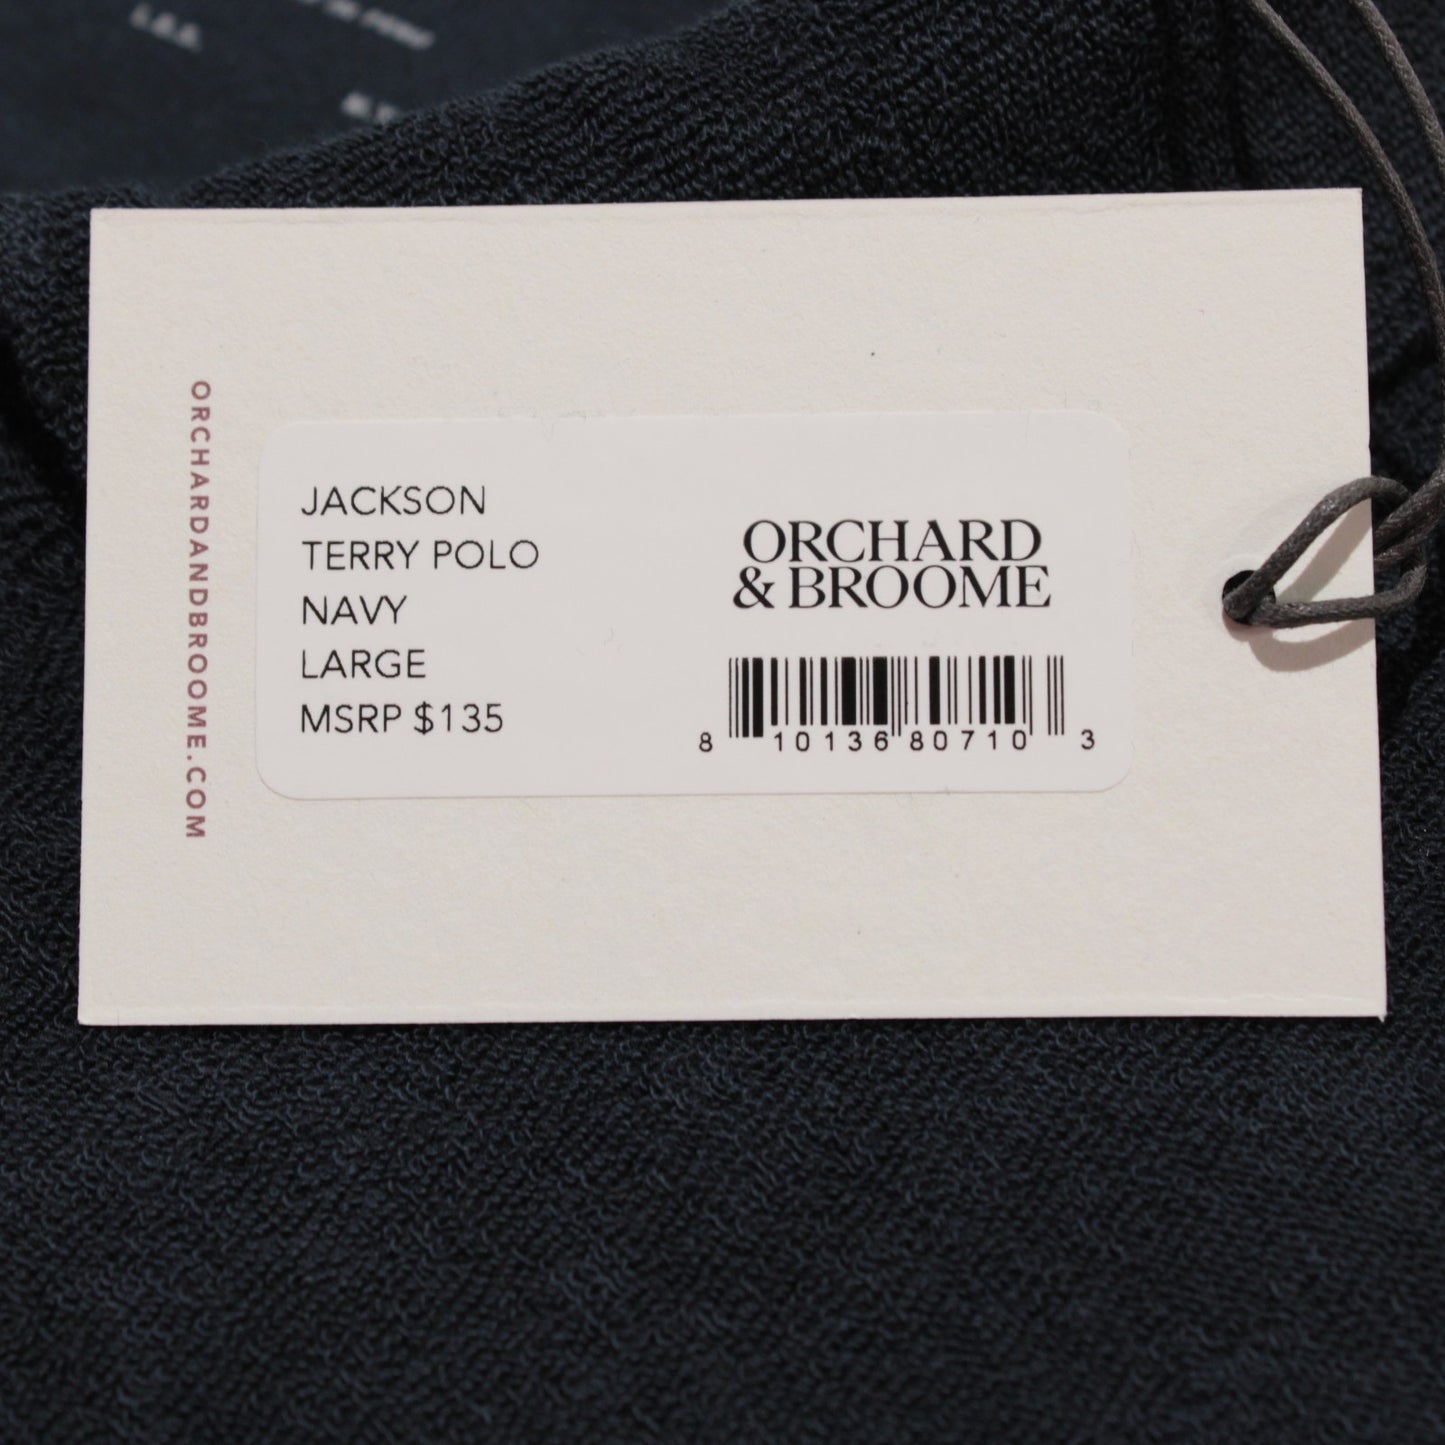 ORCHARDANDBROOME.COM
JACKSON
TERRY POLO
NAVY
LARGE
MSRP $135
ORCHARD
& BROOME
8 10136 80710 3